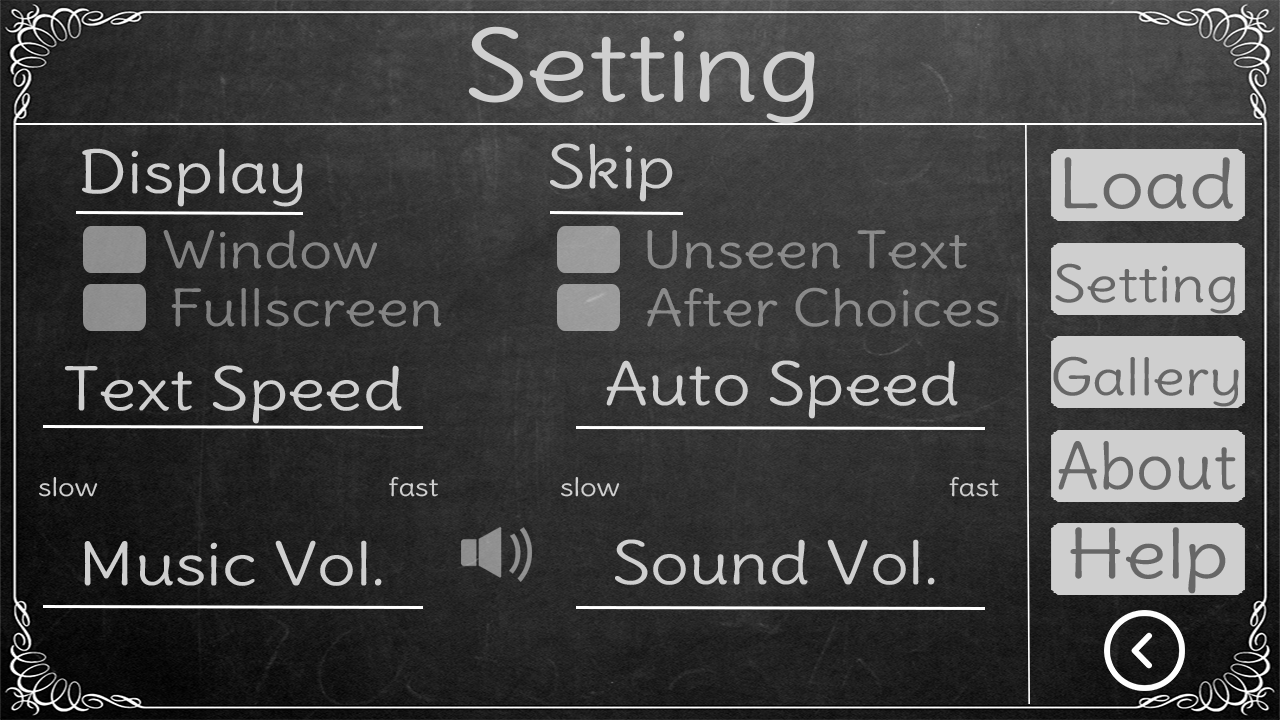 Setting
Display
Window
Fullscreen
Skip
Unseen Text
After Choices
Text Speed
slow fast
Auto Speed
slow fast
Music Vol.
Sound Vol.
Load
Setting
Gallery
About
Help